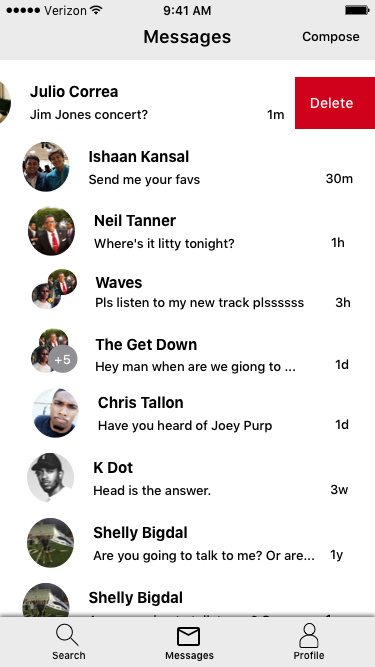 Verizon 9:41 AM
Messages Compose
Julio Correa
Jim Jones concert? 1m Delete
Ishaan Kansal
Send me your favs 30m
Neil Tanner
Where's it litty tonight? 1h
Waves
Pls listen to my new track plssssss 3h
The Get Down
+5 Hey man when are we giong to ... 1d
Chris Tallon
Have you heard of Joey Purp 1d
K Dot
Head is the answer. 3w
Shelly Bigdal
Are you going to talk to me? Or are... 1y
Shelly Bigdal
Search Messages Profile